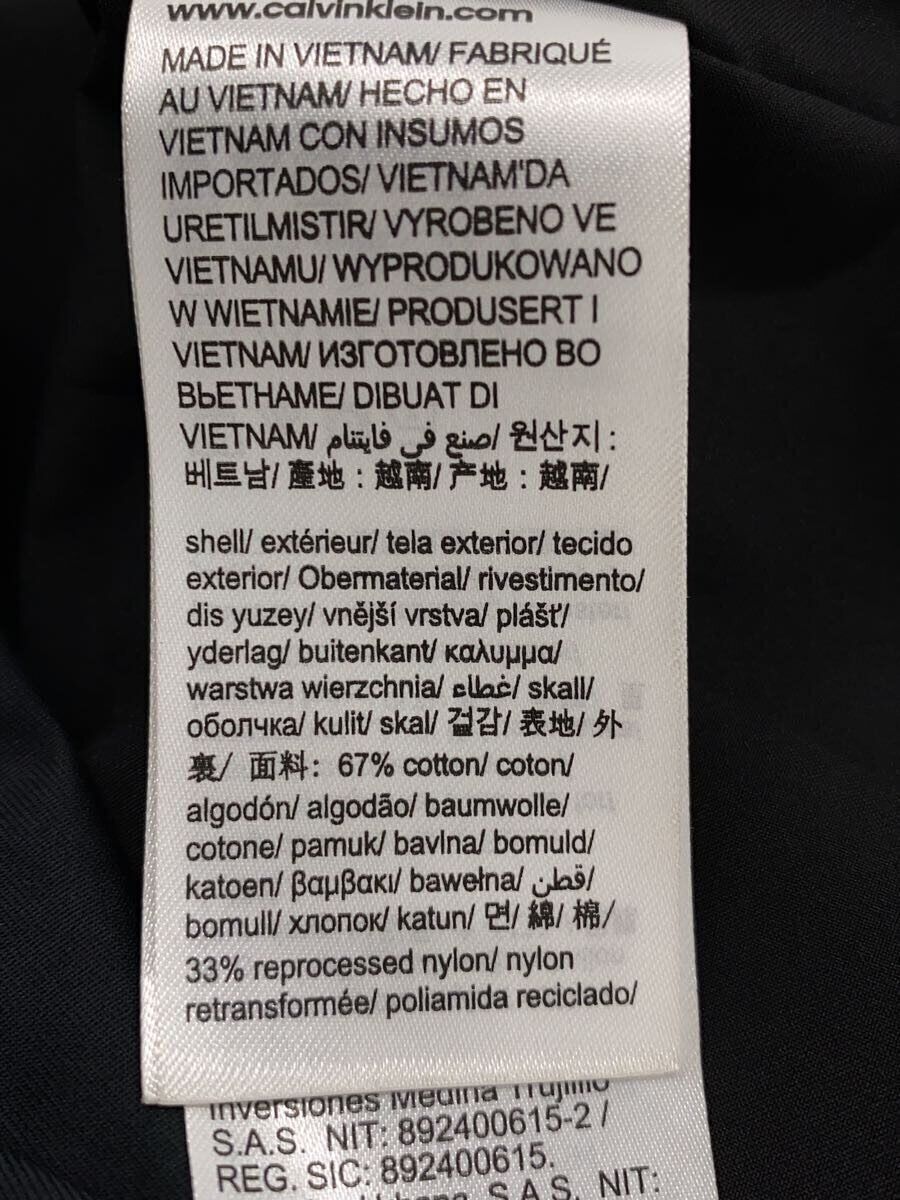 www.calvinklein.com
MADE IN VIETNAM/ FABRIQUÉ
AU VIETNAM/ HECHO EN
VIETNAM CON INSUMOS
IMPORTADOS/ VIETNAM'DA
URETILMISTIR/ VYROBENO VE
VIETNAMU/ WYPRODUKOWANO
W WIETNAMIE/ PRODUSERT I
VIETNAM/ ИЗГОТОВЛЕНО ВО
ВЬЕТНАМЕ/ DIBUAT DI
VIETNAM/ صنع في فايتنام/ 원산지 :
베트남/ 產地 : 越南/ 产地 : 越南/
shell/ extérieur/ tela exterior/ tecido
exterior/ Obermaterial/ rivestimento/
dis yuzey/ vnější vrstva/ plášť/
yderlag/ buitenkant/ καλυμμα/
warstwa wierzchnia/ غطاء/ skall/
оболчка/ kulit/ skal/ 겉감/ 表地/ 外
裏/ 面料: 67% cotton/ coton/
algodón/ algodão/ baumwolle/
cotone/ pamuk/ bavlna/ bomuld/
katoen/ βαμβακι/ bawełna/ قطن/
bomull/ хлопок/ katun/ 면/ 綿/ 棉/
33% reprocessed nylon/ nylon
retransformée/ poliamida reciclado/
Inversiones Medina Trujillo
S.A.S. NIT: 892400615-2 /
REG. SIC: 892400615.
S.A.S. NIT: